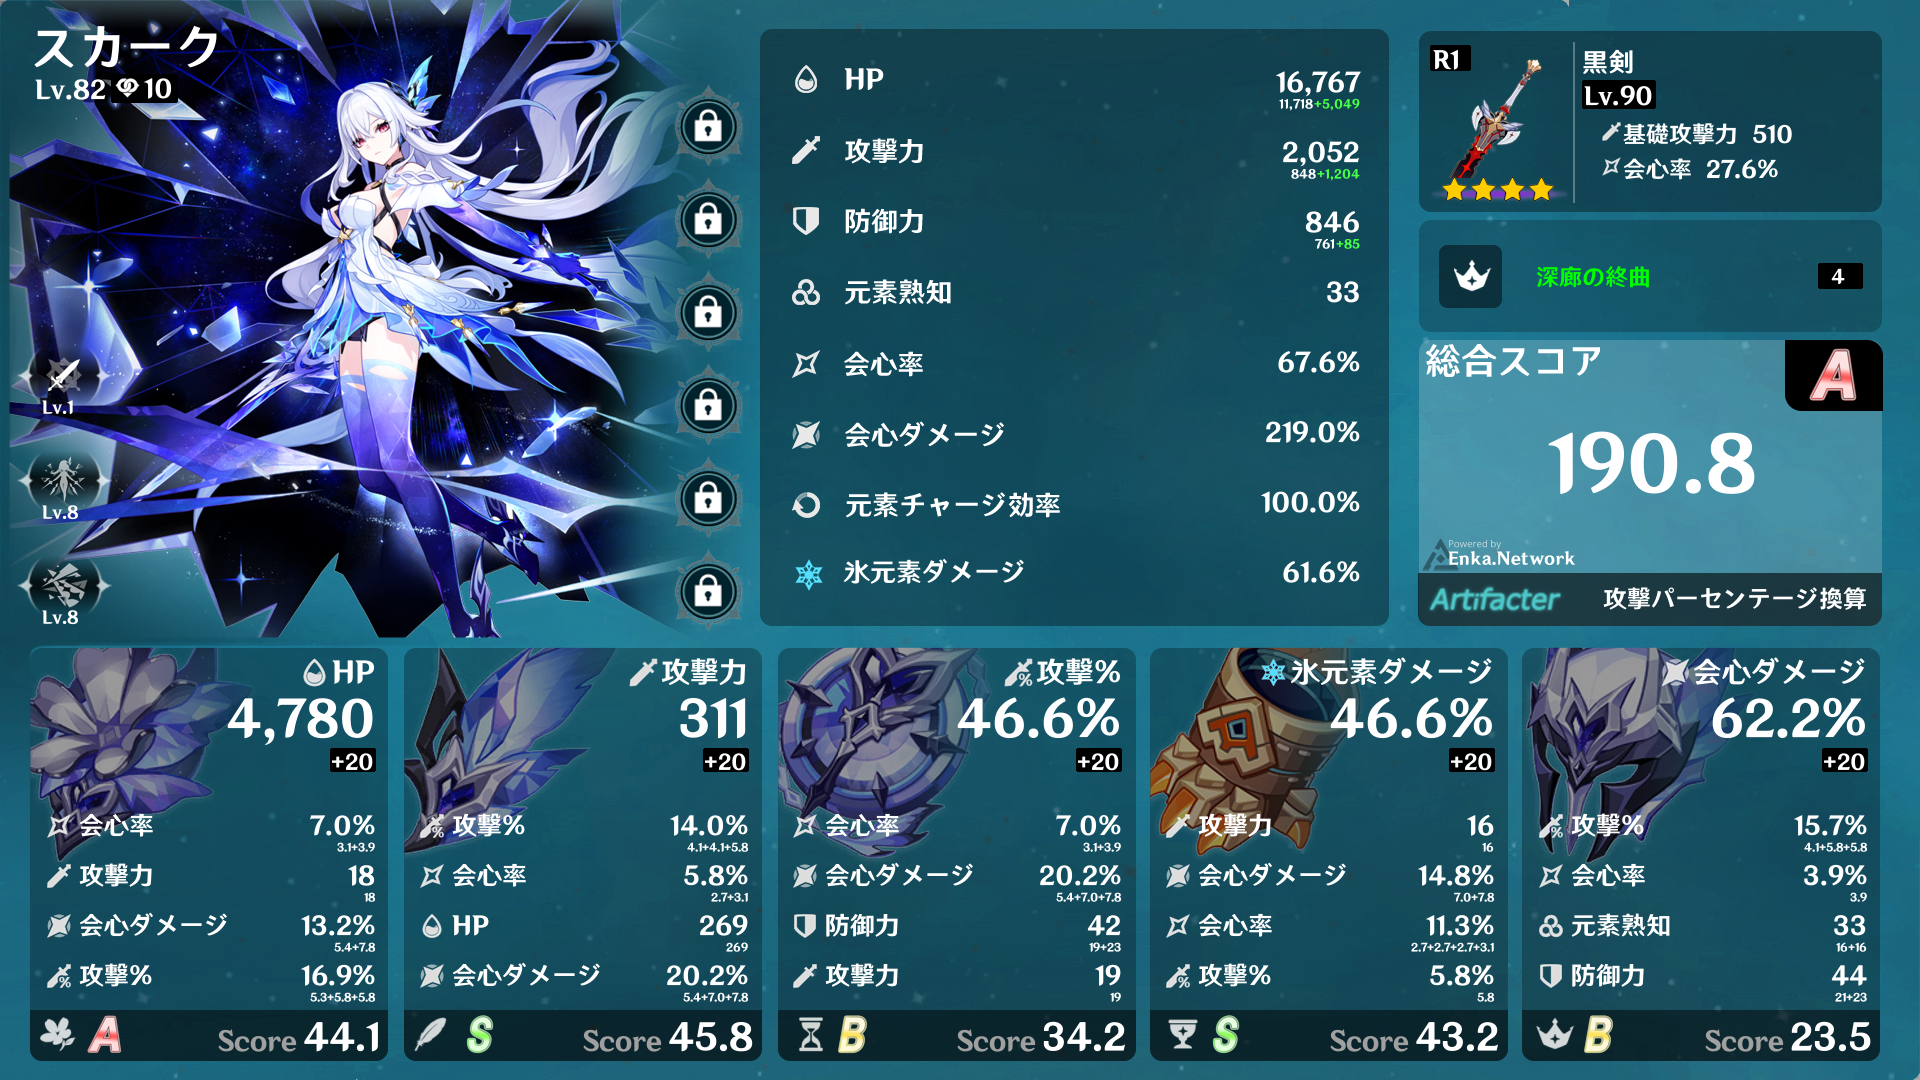 スカーク
Lv.82 10
Lv.1
Lv.8
Lv.8
HP 16,767
11,718+5,049
攻撃力 2,052
848+1,204
防御力 846
761+85
元素熟知 33
会心率 67.6%
会心ダメージ 219.0%
元素チャージ効率 100.0%
氷元素ダメージ 61.6%
R1
黒剣
Lv.90
基礎攻撃力 510
会心率 27.6%
深廊の終曲 4
総合スコア A
190.8
Powered by
Enka.Network
Artifacter 攻撃パーセンテージ換算
HP
4,780
+20
会心率 7.0%
3.1+3.9
攻撃力 18
18
会心ダメージ 13.2%
5.4+7.8
攻撃% 16.9%
5.3+5.8+5.8
A Score 44.1
攻撃力
311
+20
攻撃% 14.0%
4.1+4.1+5.8
会心率 5.8%
2.7+3.1
HP 269
269
会心ダメージ 20.2%
5.4+7.0+7.8
S Score 45.8
攻撃%
46.6%
+20
会心率 7.0%
3.1+3.9
会心ダメージ 20.2%
5.4+7.0+7.8
防御力 42
19+23
攻撃力 19
19
B Score 34.2
氷元素ダメージ
46.6%
+20
攻撃力 16
16
会心ダメージ 14.8%
7.0+7.8
会心率 11.3%
2.7+2.7+2.7+3.1
攻撃% 5.8%
5.8
S Score 43.2
会心ダメージ
62.2%
+20
攻撃% 15.7%
4.1+5.8+5.8
会心率 3.9%
3.9
元素熟知 33
16+16
防御力 44
21+23
B Score 23.5